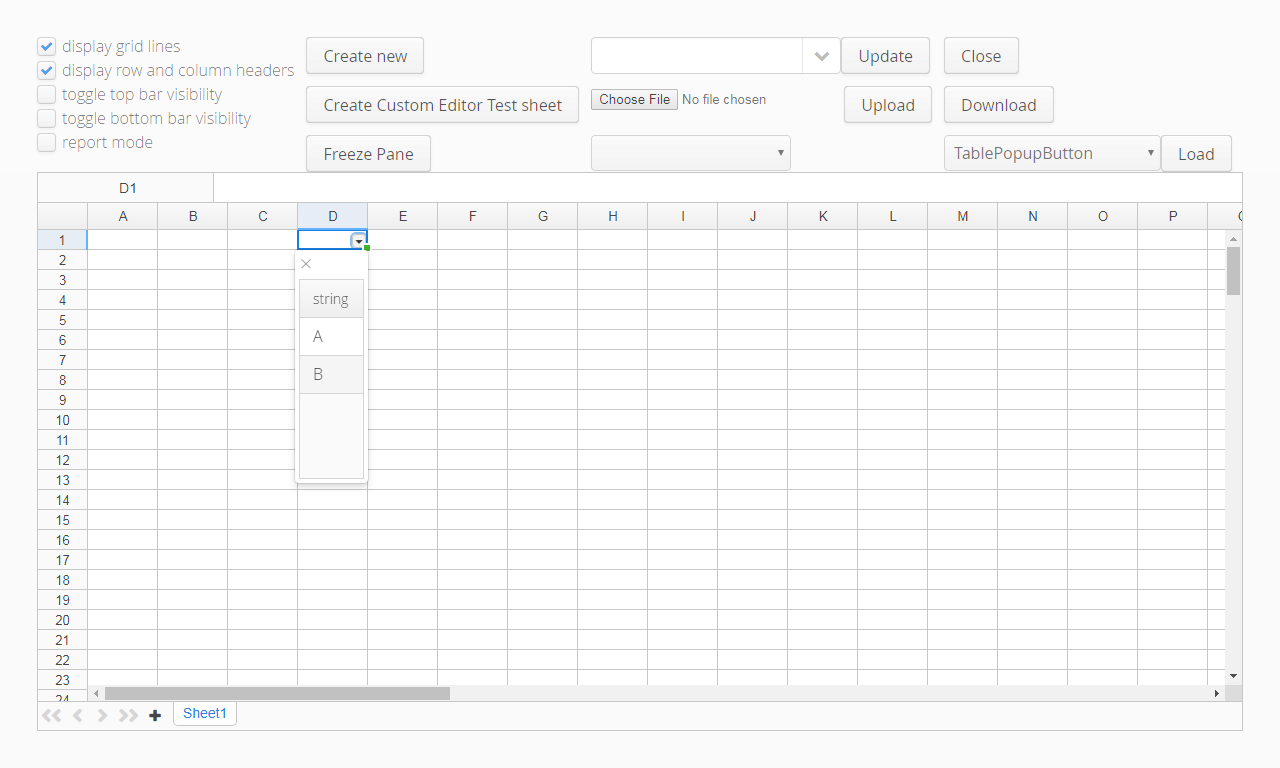 display grid lines
display row and column headers
toggle top bar visibility
toggle bottom bar visibility
report mode
Create new
Update
Close
Create Custom Editor Test sheet
Choose File No file chosen
Upload
Download
Freeze Pane
TablePopupButton
Load
D1
A B C D E F G H I J K L M N O P
1
2
3
4
5
6
7
8
9
10
11
12
13
14
15
16
17
18
19
20
21
22
23
24
string
A
B
Sheet1